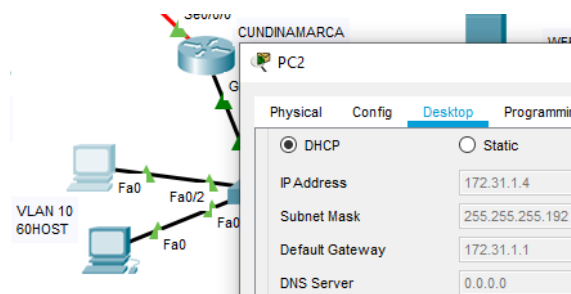 Se0/0/0
CUNDINAMARCA
PC2
G
Physical Config Desktop Programmin
DHCP Static
IP Address 172.31.1.4
Subnet Mask 255.255.255.192
Default Gateway 172.31.1.1
DNS Server 0.0.0.0
Fa0
Fa0/2
Fa0
Fa0
VLAN 10
60HOST